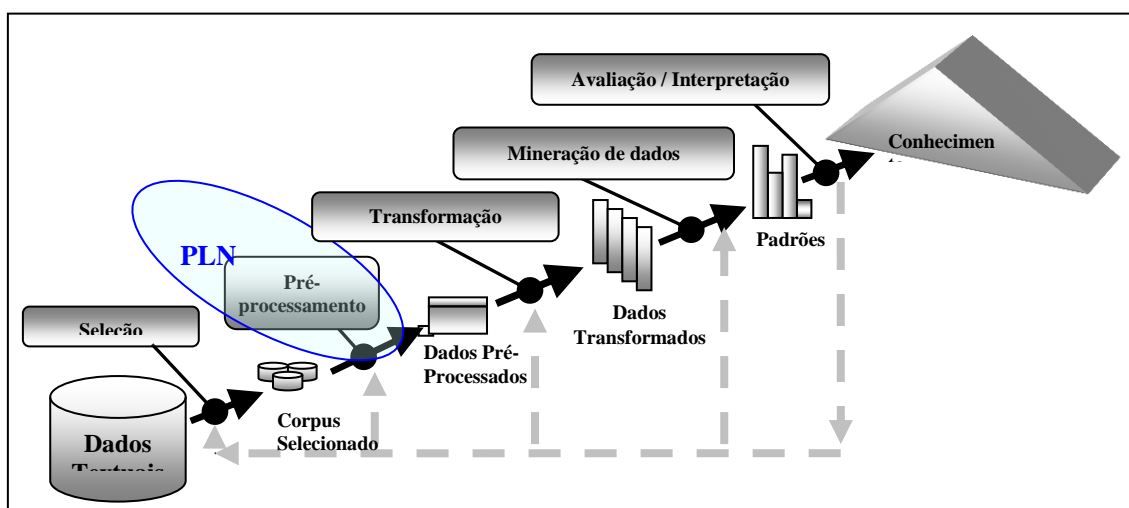 Avaliação / Interpretação
Conhecimen
Mineração de dados
Padrões
Transformação
Dados
Transformados
PLN
Pré-
processamento
Dados Pré-
Processados
Seleção
Corpus
Selecionado
Dados
Textuais